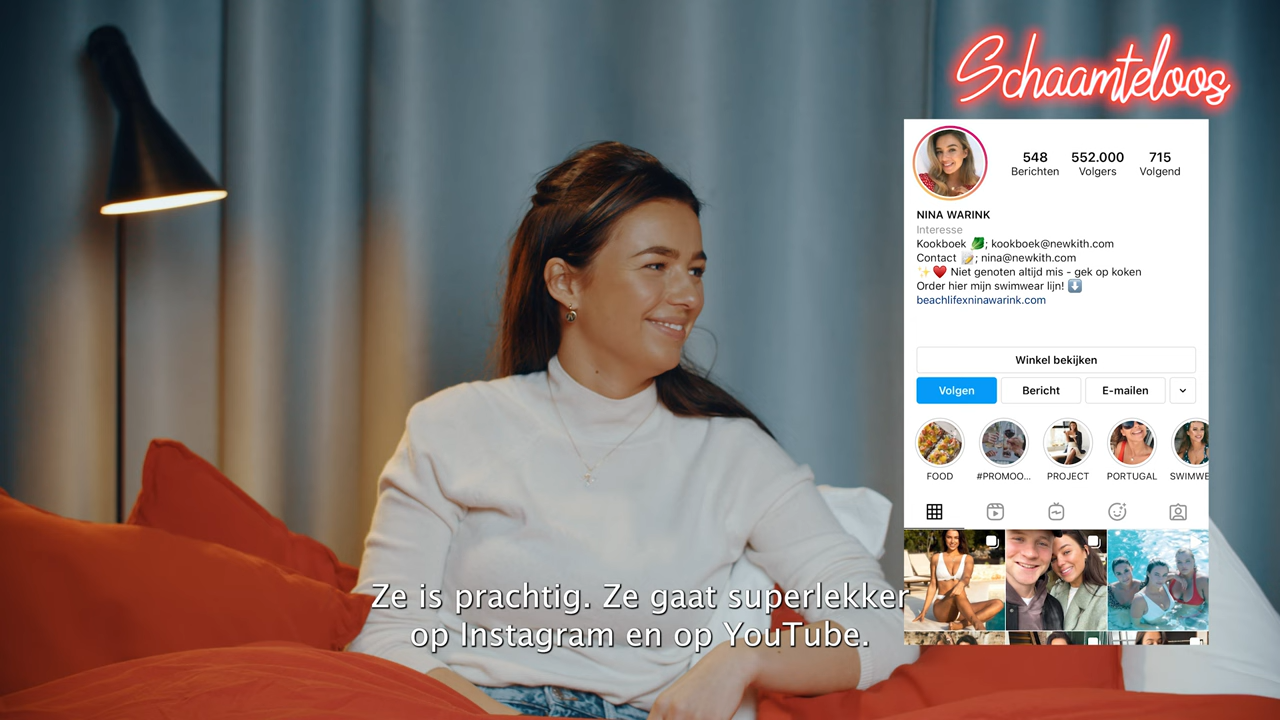 Schaamteloos
548 552.000 715
Berichten Volgers Volgend
NINA WARINK
Interesse
Kookboek 🥬; kookboek@newkith.com
Contact 📝; nina@newkith.com
✨❤️ Niet genoten altijd mis - gek op koken
Order hier mijn swimwear lijn! ⬇️
beachlifexninawarink.com
Winkel bekijken
Volgen Bericht E-mailen
FOOD #PROMOO... PROJECT PORTUGAL SWIMWE
Ze is prachtig. Ze gaat superlekker
op Instagram en op YouTube.